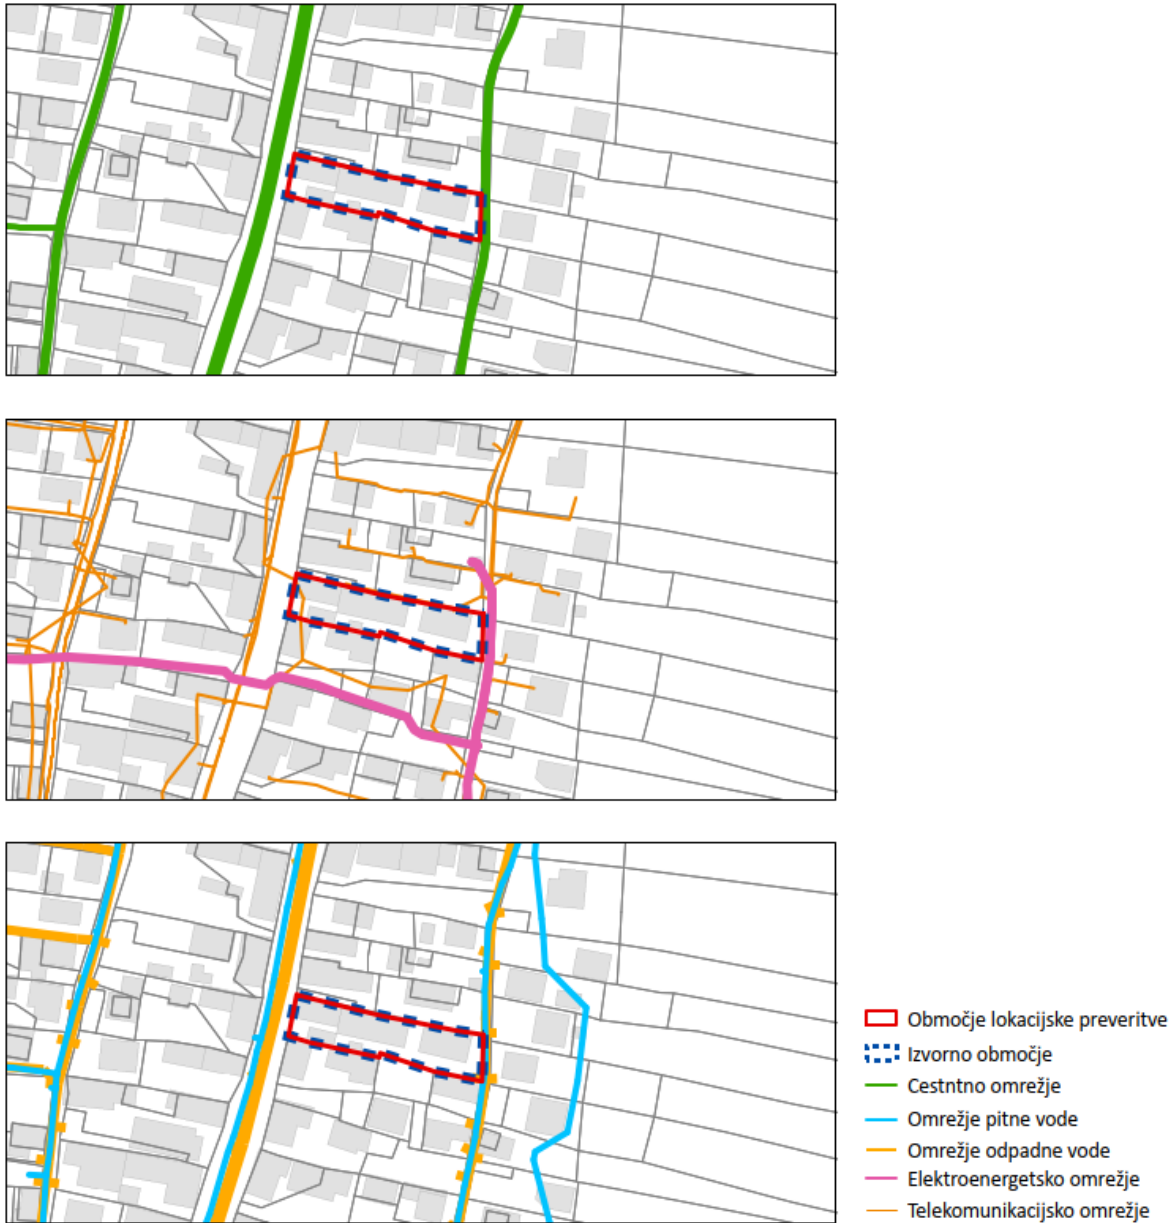 Območje lokacijske preveritve
Izvorno območje
Cestntno omrežje
Omrežje pitne vode
Omrežje odpadne vode
Elektroenergetsko omrežje
Telekomunikacijsko omrežje